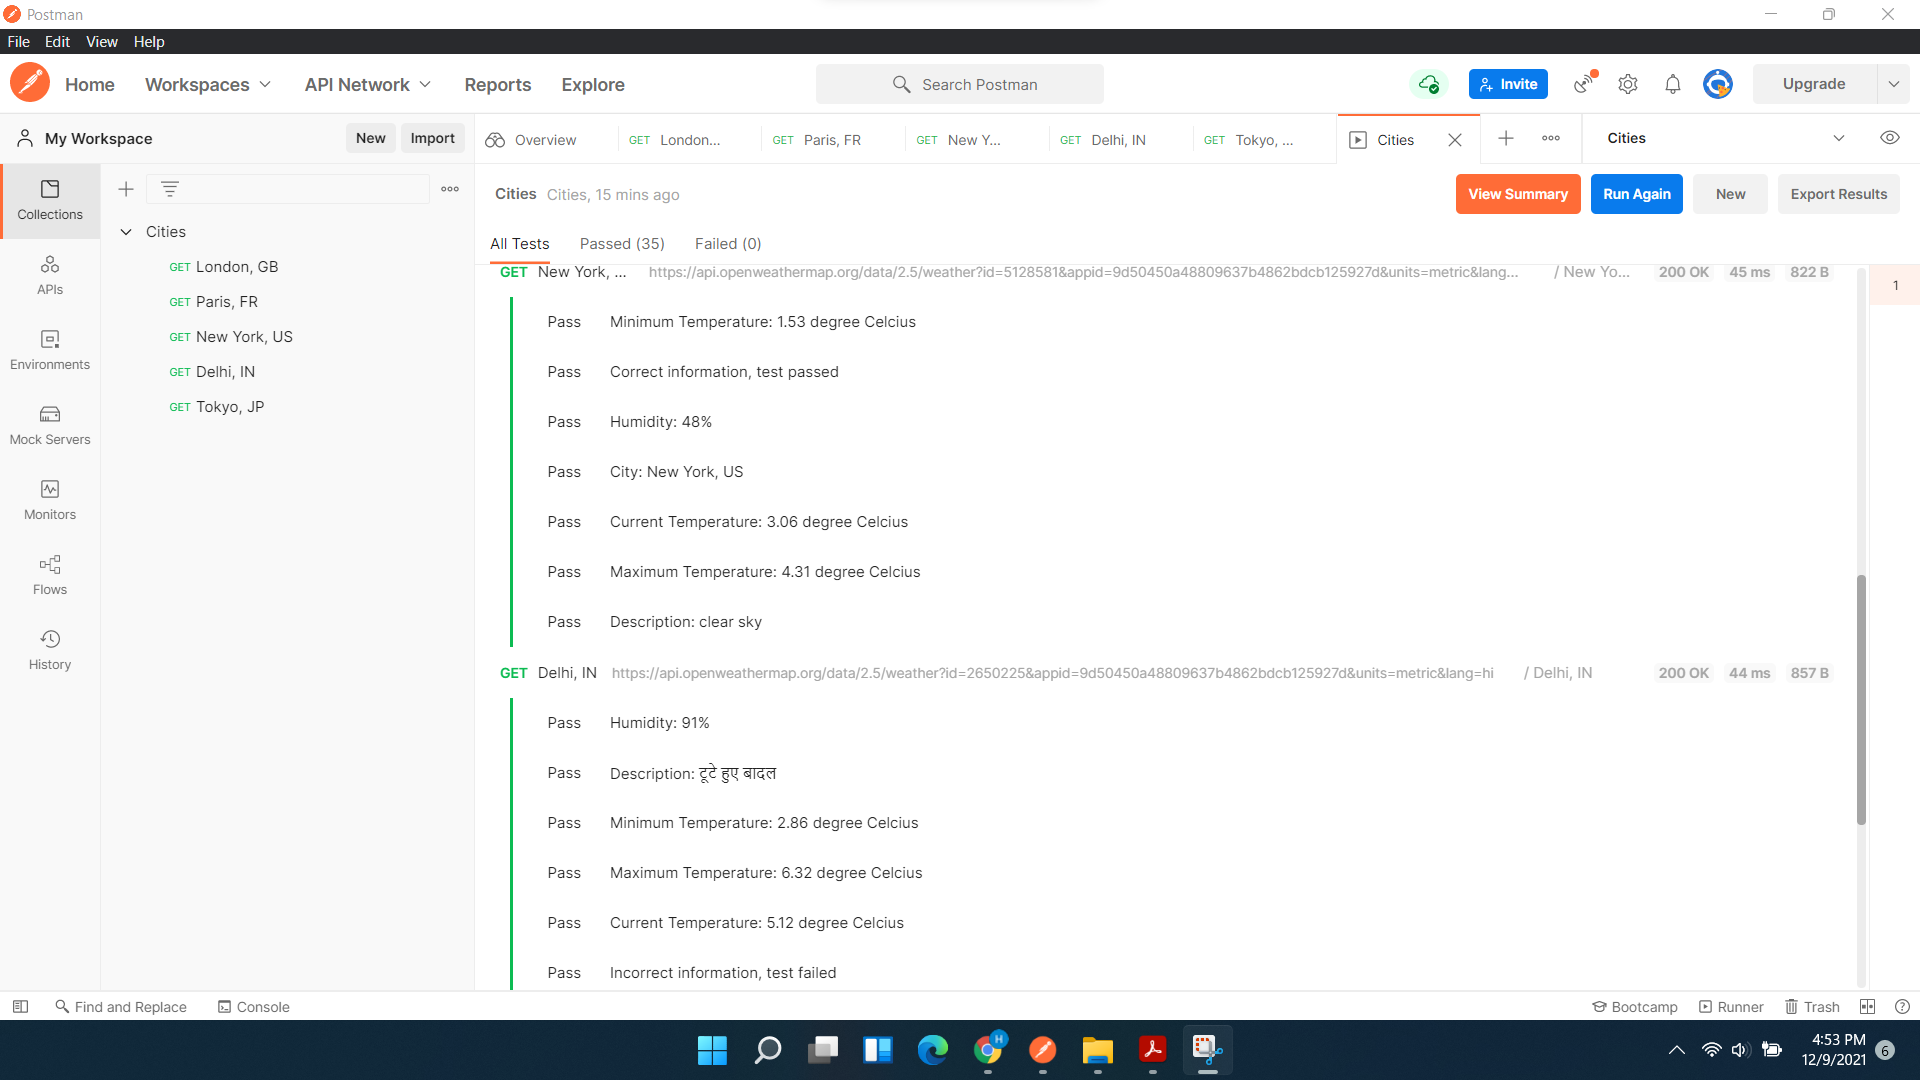 Postman
File Edit View Help
Home Workspaces API Network Reports Explore Search Postman Invite Upgrade
My Workspace New Import Overview GET London... GET Paris, FR GET New Y... GET Delhi, IN GET Tokyo, ... Cities Cities
Collections
APIs
Environments
Mock Servers
Monitors
Flows
History
Cities
GET London, GB
GET Paris, FR
GET New York, US
GET Delhi, IN
GET Tokyo, JP
Cities Cities, 15 mins ago View Summary Run Again New Export Results
All Tests Passed (35) Failed (0)
GET New York, ... https://api.openweathermap.org/data/2.5/weather?id=5128581&appid=9d50450a48809637b4862bdcb125927d&units=metric&lang... / New Yo... 200 OK 45 ms 822 B
1
Pass Minimum Temperature: 1.53 degree Celcius
Pass Correct information, test passed
Pass Humidity: 48%
Pass City: New York, US
Pass Current Temperature: 3.06 degree Celcius
Pass Maximum Temperature: 4.31 degree Celcius
Pass Description: clear sky
GET Delhi, IN https://api.openweathermap.org/data/2.5/weather?id=2650225&appid=9d50450a48809637b4862bdcb125927d&units=metric&lang=hi / Delhi, IN 200 OK 44 ms 857 B
Pass Humidity: 91%
Pass Description: टूटे हुए बादल
Pass Minimum Temperature: 2.86 degree Celcius
Pass Maximum Temperature: 6.32 degree Celcius
Pass Current Temperature: 5.12 degree Celcius
Pass Incorrect information, test failed
Find and Replace Console Bootcamp Runner Trash
H
4:53 PM
12/9/2021 6